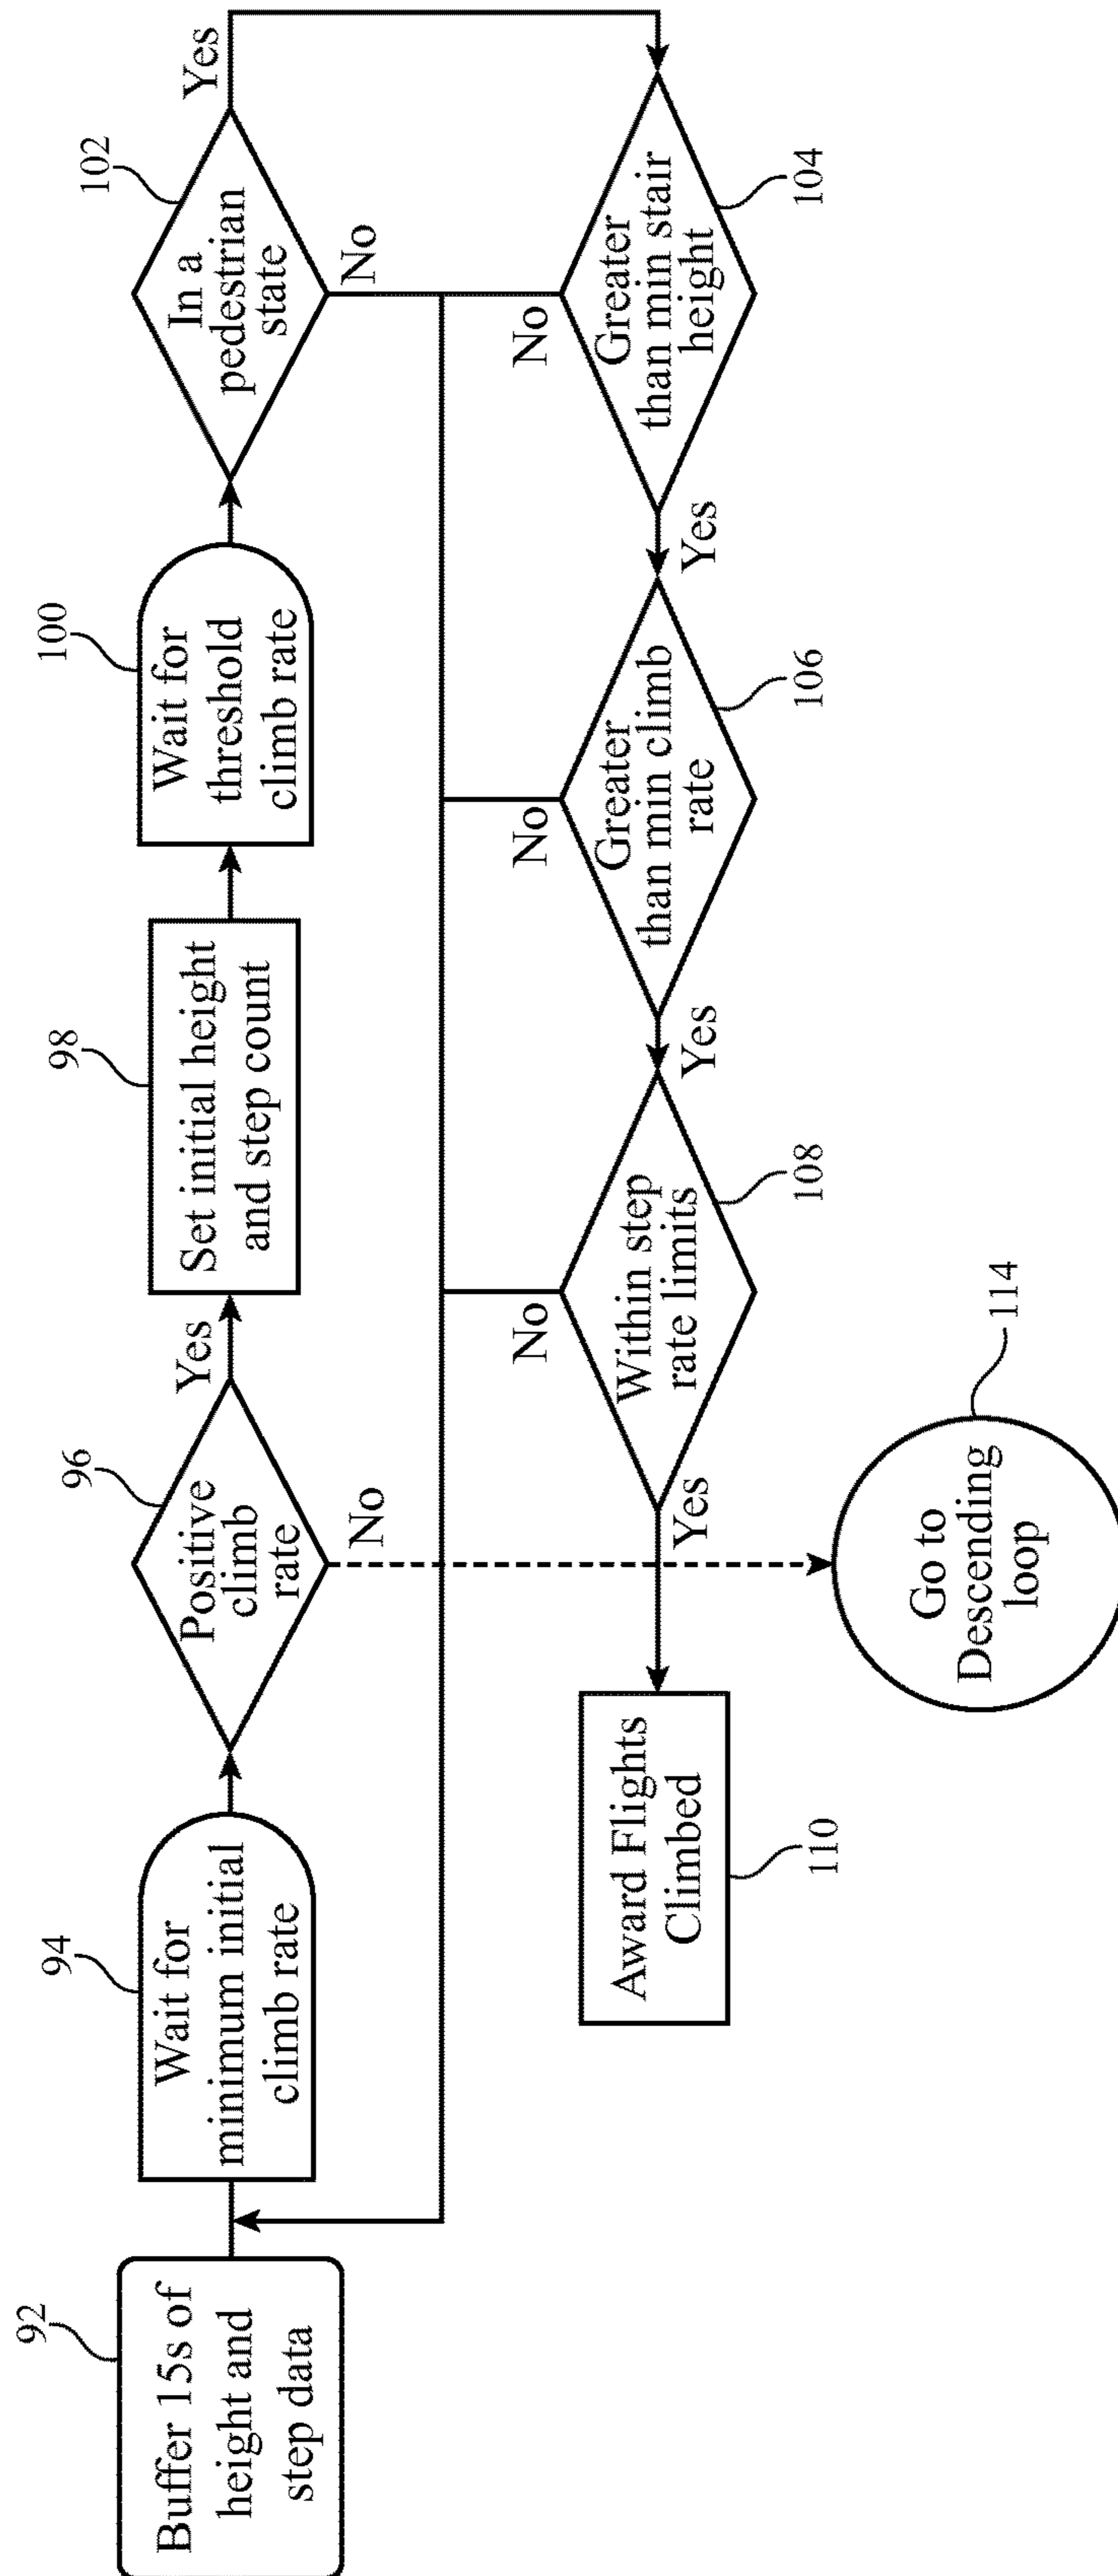 92
Buffer 15s of
height and
step data
94
Wait for
minimum initial
climb rate
96
Positive
climb
rate
Yes
No
98
Set initial height
and step count
100
Wait for
threshold
climb rate
102
In a
pedestrian
state
Yes
No
Greater
than min stair
height
104
No
Yes
Greater
than min climb
rate
106
No
Yes
Within step
rate limits
108
No
Yes
Award Flights
Climbed
110
Go to
Descending
loop
114